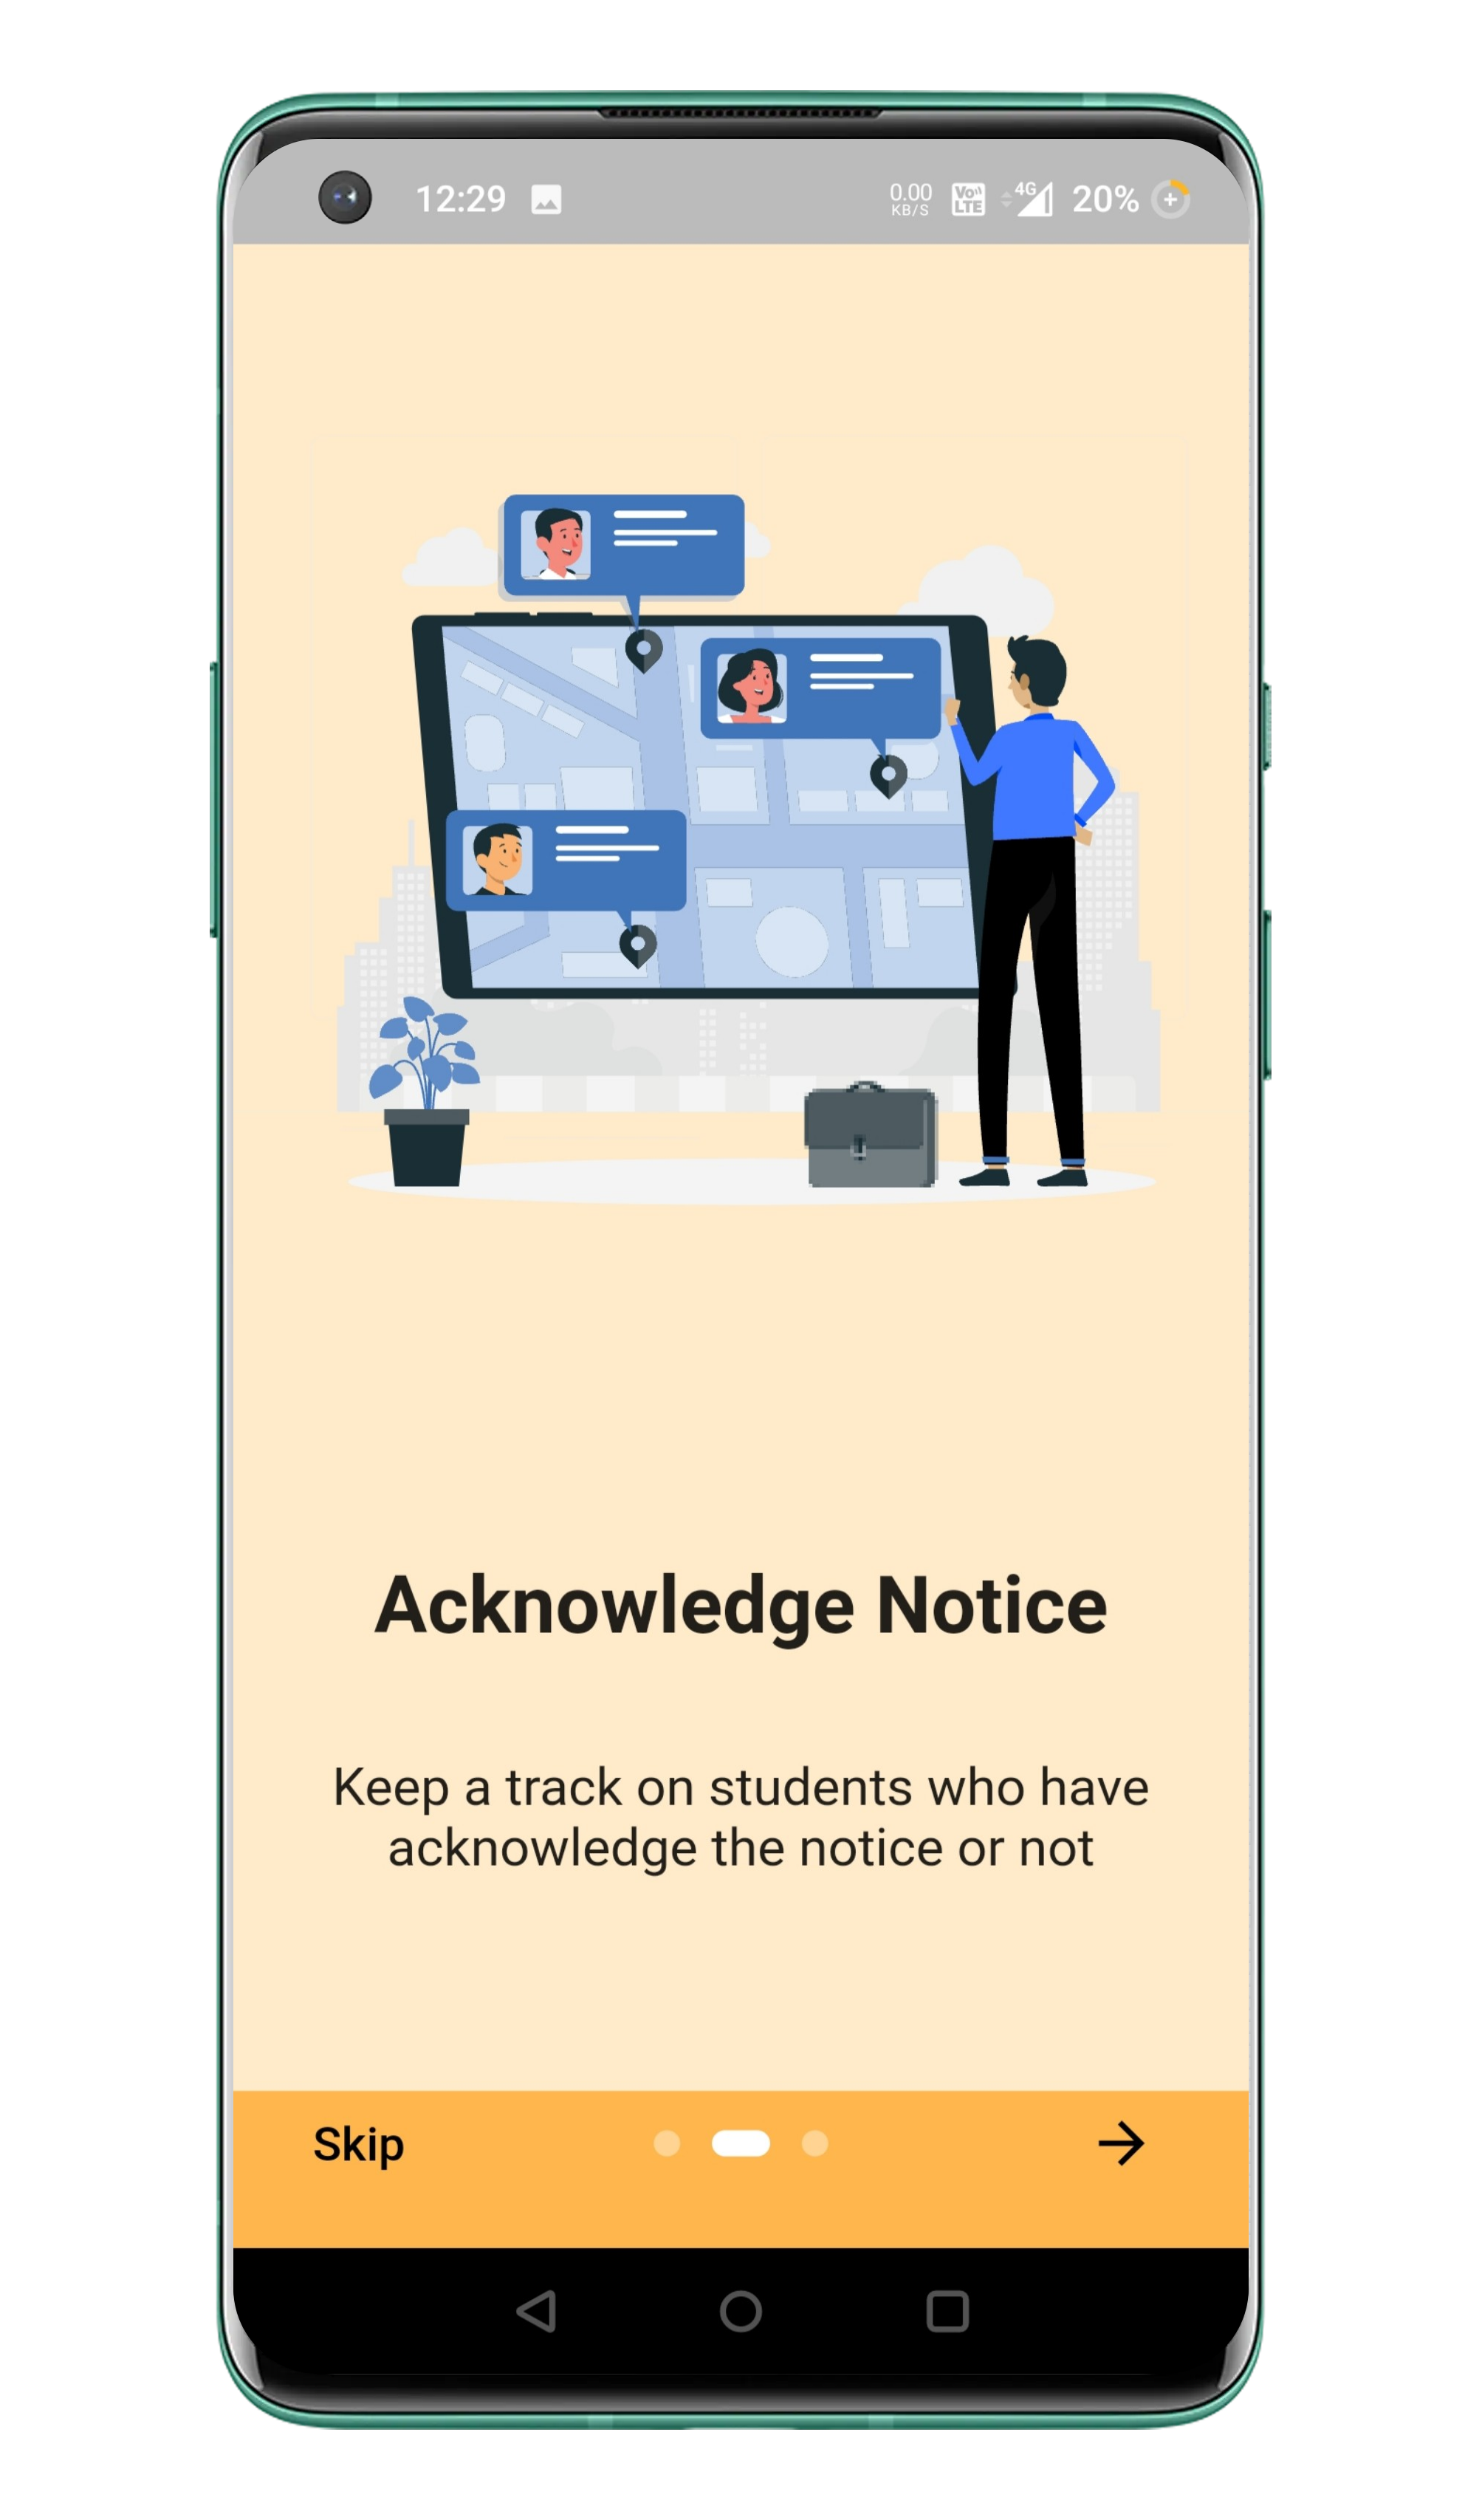 12:29
0.00
KB/S
Vo))
LTE
4G
20%
Acknowledge Notice
Keep a track on students who have
acknowledge the notice or not
Skip